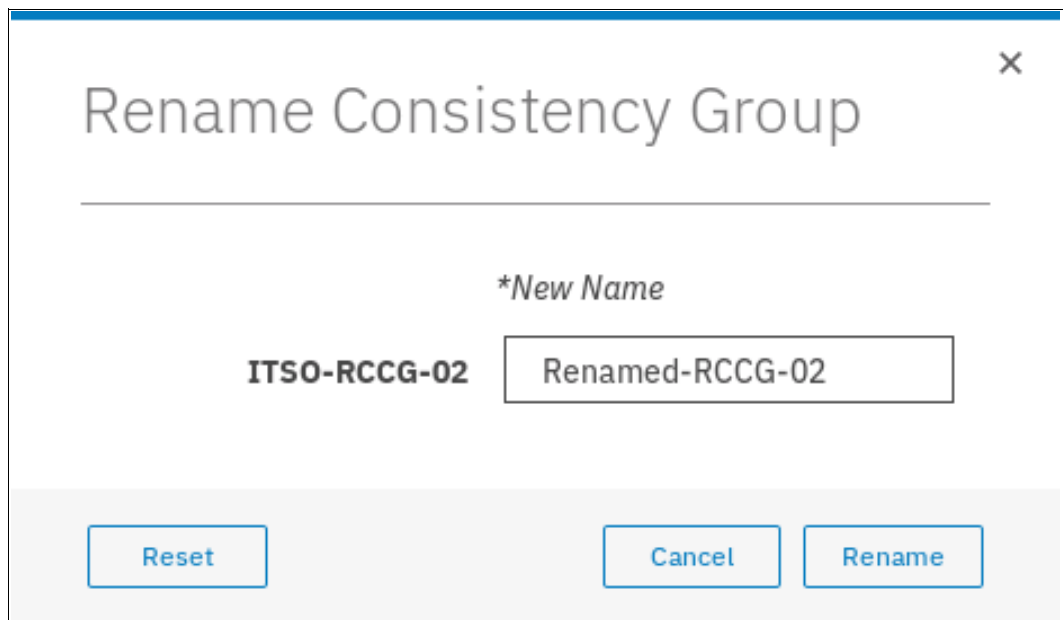 Rename Consistency Group
*New Name
ITSO-RCCG-02 Renamed-RCCG-02
Reset Cancel Rename